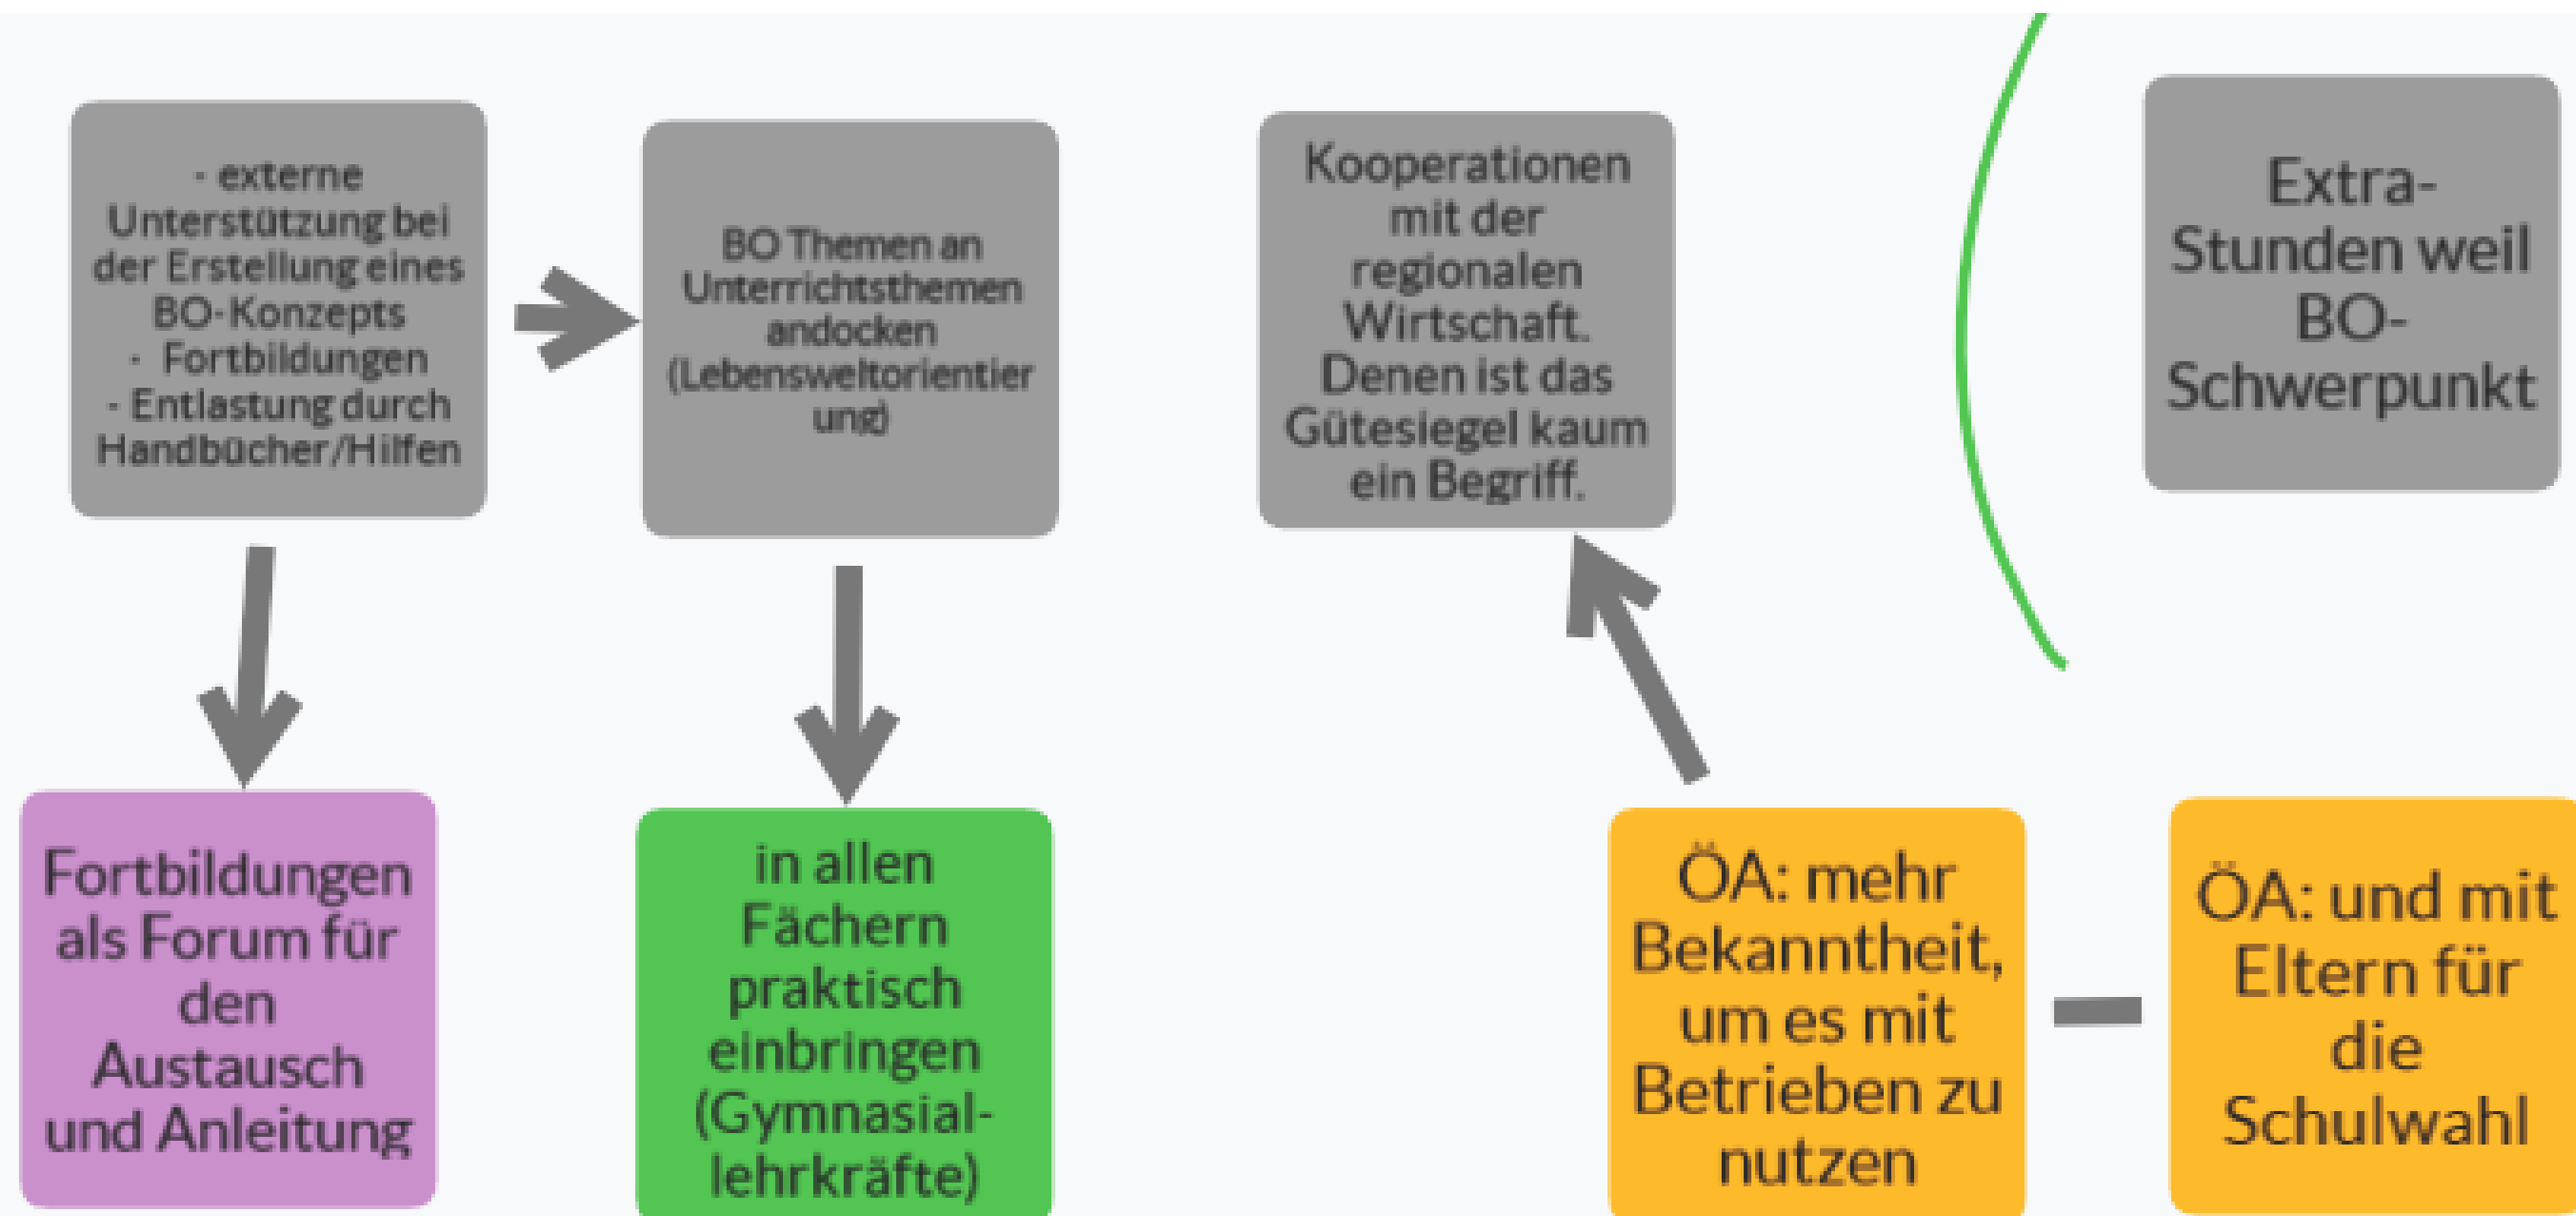 - externe
Unterstützung bei
der Erstellung eines
BO-Konzepts
- Fortbildungen
- Entlastung durch
Handbücher/Hilfen
BO Themen an
Unterrichtsthemen
andocken
(Lebensweltorientier
ung)
Kooperationen
mit der
regionalen
Wirtschaft.
Denen ist das
Gütesiegel kaum
ein Begriff.
Extra-
Stunden weil
BO-
Schwerpunkt
Fortbildungen
als Forum für
den
Austausch
und Anleitung
in allen
Fächern
praktisch
einbringen
(Gymnasial-
lehrkräfte)
ÖA: mehr
Bekanntheit,
um es mit
Betrieben zu
nutzen
ÖA: und mit
Eltern für
die
Schulwahl